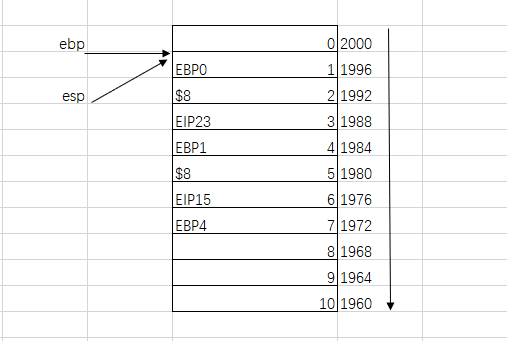 ebp
0 2000
EBP0 1 1996
esp
$8 2 1992
EIP23 3 1988
EBP1 4 1984
$8 5 1980
EIP15 6 1976
EBP4 7 1972
8 1968
9 1964
10 1960